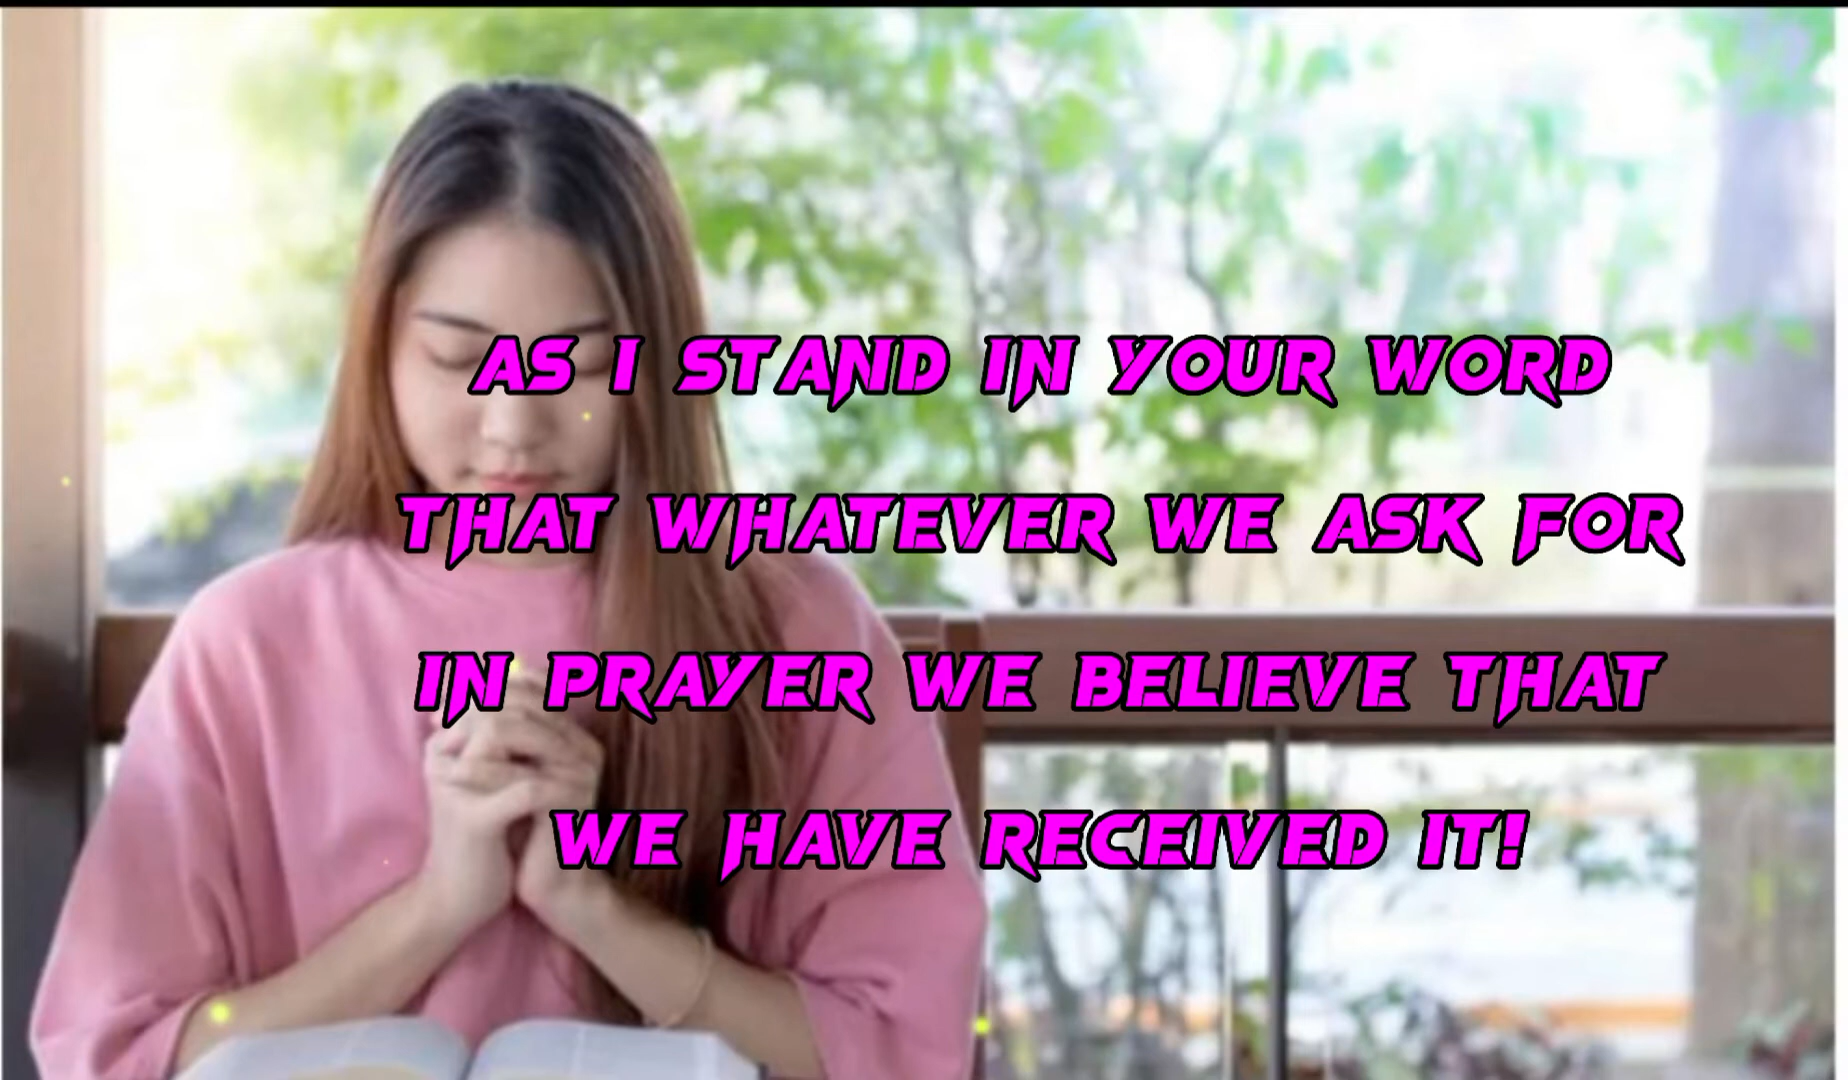 AS I STAND IN YOUR WORD
THAT WHATEVER WE ASK FOR
IN PRAYER WE BELIEVE THAT
WE HAVE RECEIVED IT!